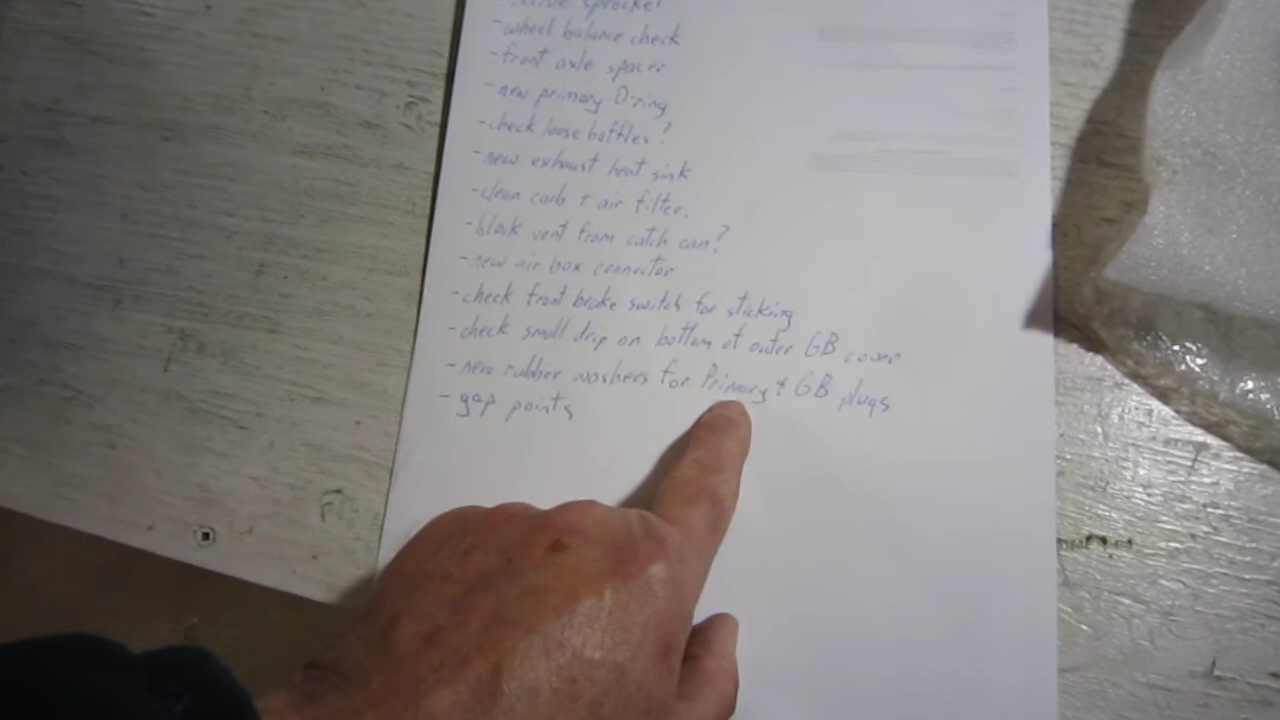 - drive sprocket
- wheel balance check
- front axle spacer
- new primary O-ring
- check loose baffles?
- new exhaust heat sink
- clean carb + air filter.
- block vent from catch can?
- new air box connector
- check front brake switch for sticking
- check small drip on bottom of outer GB cover
- new rubber washers for Primary & GB plugs
- gap points